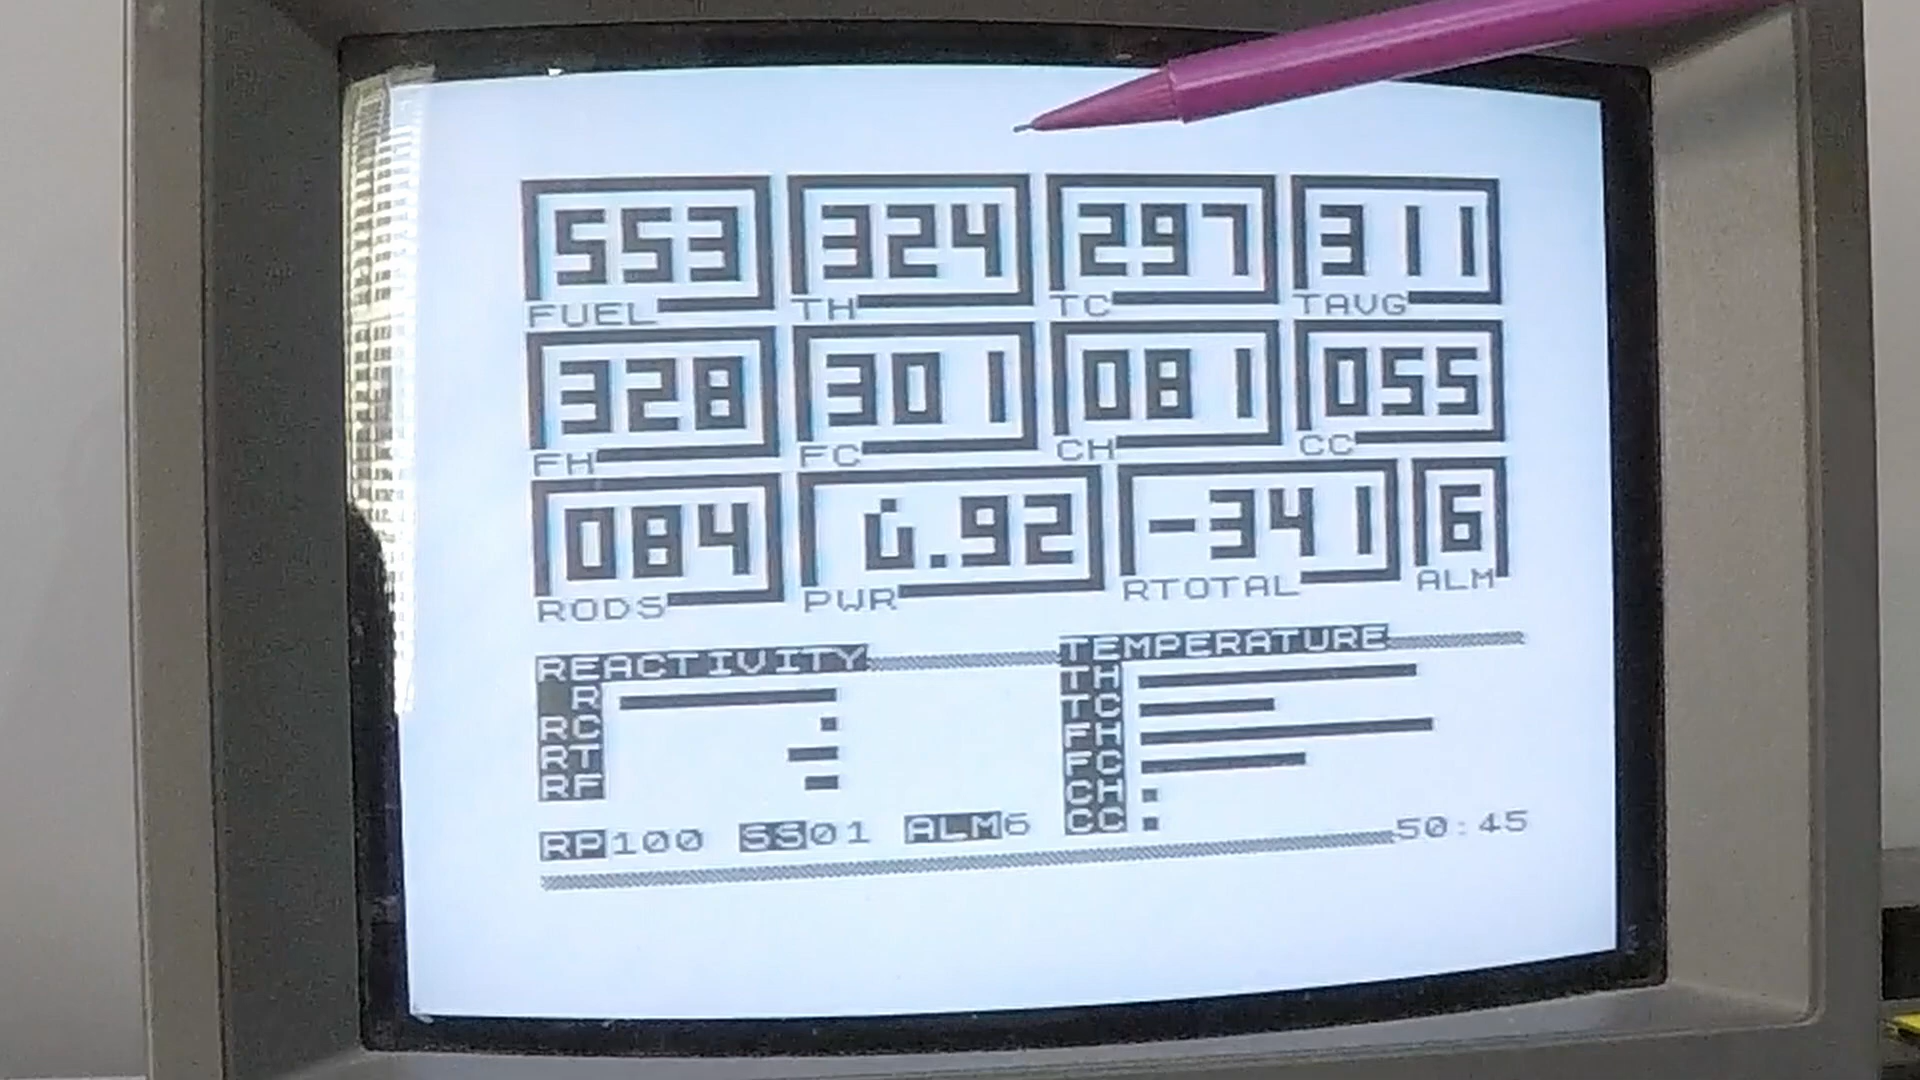 553 324 297 311
FUEL TH TC TAVG
328 301 081 055
FH FC CH CC
084 .92 -341 6
RODS PWR RTOTAL ALM
REACTIVITY TEMPERATURE
R TH
RC TC
RT FH
RF FC
CH
RP100 SS01 ALM6 CC 50:45